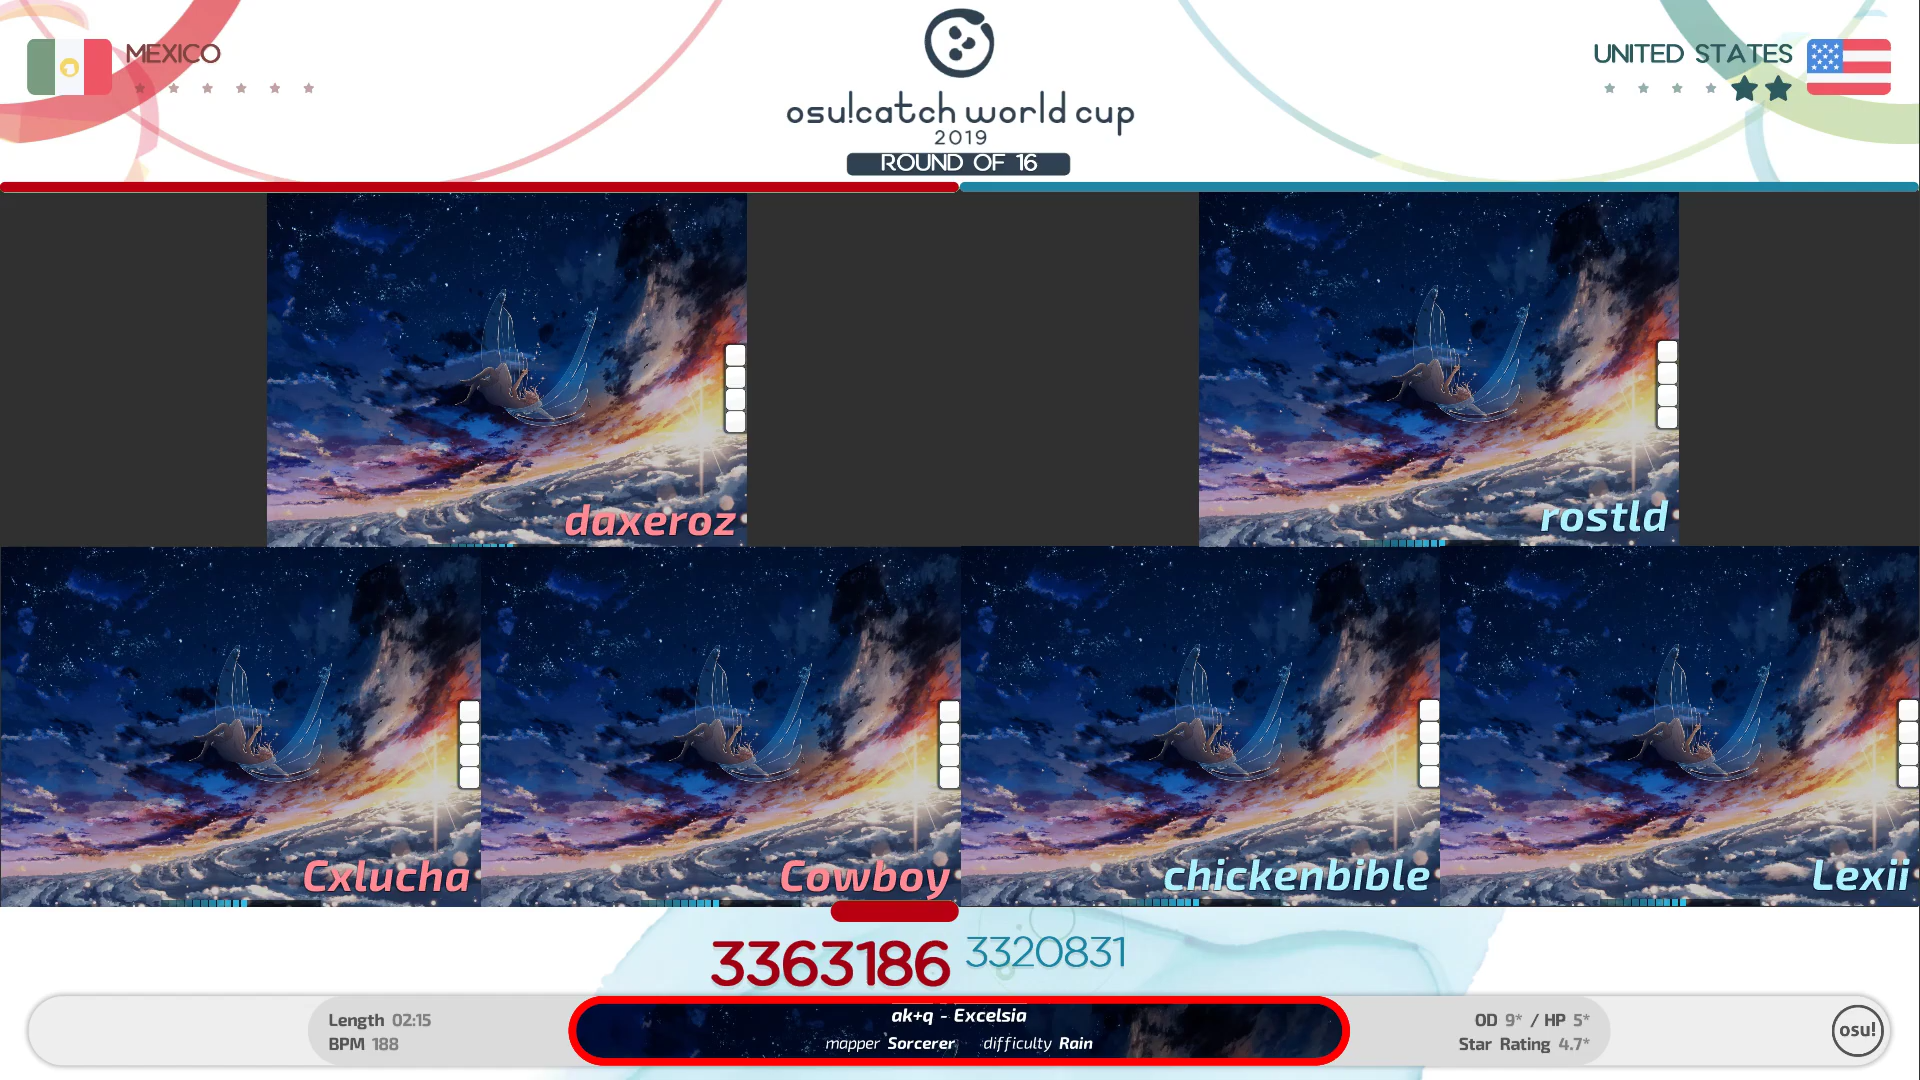 MEXICO
UNITED STATES
osu!catch world cup
2019
ROUND OF 16
daxeroz
rostld
Cxlucha
Cowboy
chickenbible
Lexii
3363186
3320831
Length 02:15
BPM 188
ak+q - Excelsia
mapper Sorcerer difficulty Rain
OD 9* / HP 5*
Star Rating 4.7*
osu!